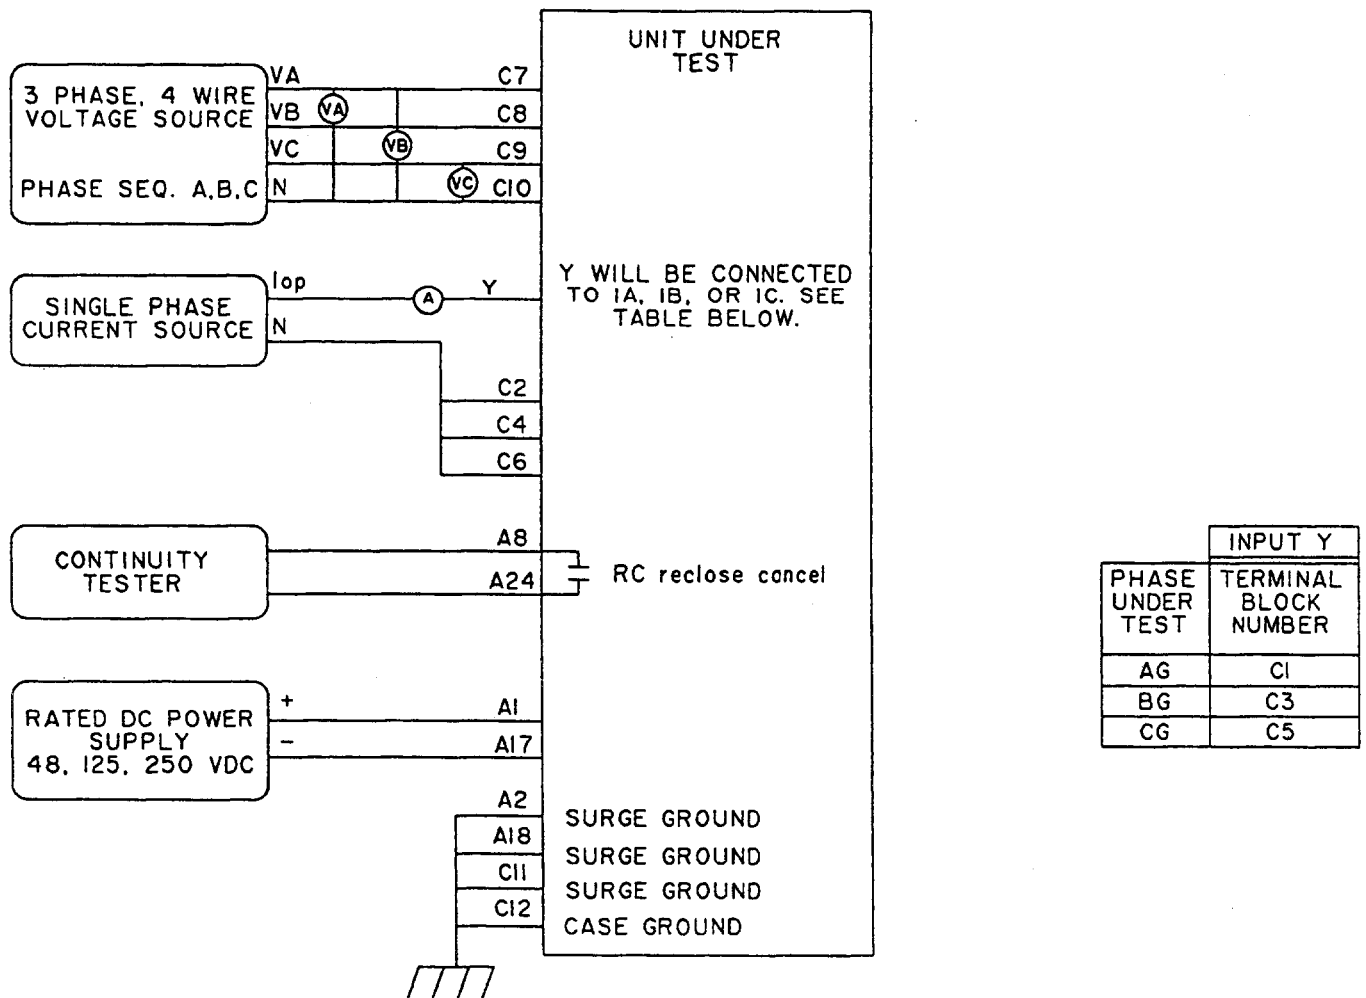 UNIT UNDER
TEST
3 PHASE, 4 WIRE
VOLTAGE SOURCE
PHASE SEQ. A,B,C
VA
VB
VC
N
VA
VB
VC
C7
C8
C9
C10
SINGLE PHASE
CURRENT SOURCE
Iop
N
A
Y
Y WILL BE CONNECTED
TO IA, IB, OR IC. SEE
TABLE BELOW.
C2
C4
C6
CONTINUITY
TESTER
A8
A24
RC reclose cancel
RATED DC POWER
SUPPLY
48, 125, 250 VDC
+
-
A1
A17
A2
SURGE GROUND
A18
SURGE GROUND
C11
SURGE GROUND
C12
CASE GROUND
INPUT Y
PHASE UNDER TEST
TERMINAL BLOCK NUMBER
AG C1
BG C3
CG C5